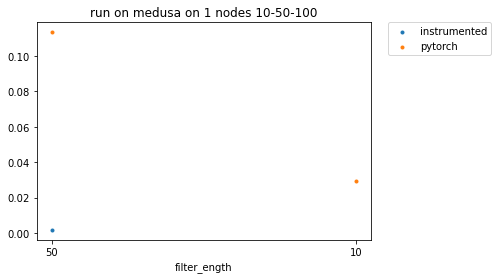 run on medusa on 1 nodes 10-50-100
instrumented
pytorch
0.10
0.08
0.06
0.04
0.02
0.00
50 10
filter_ength